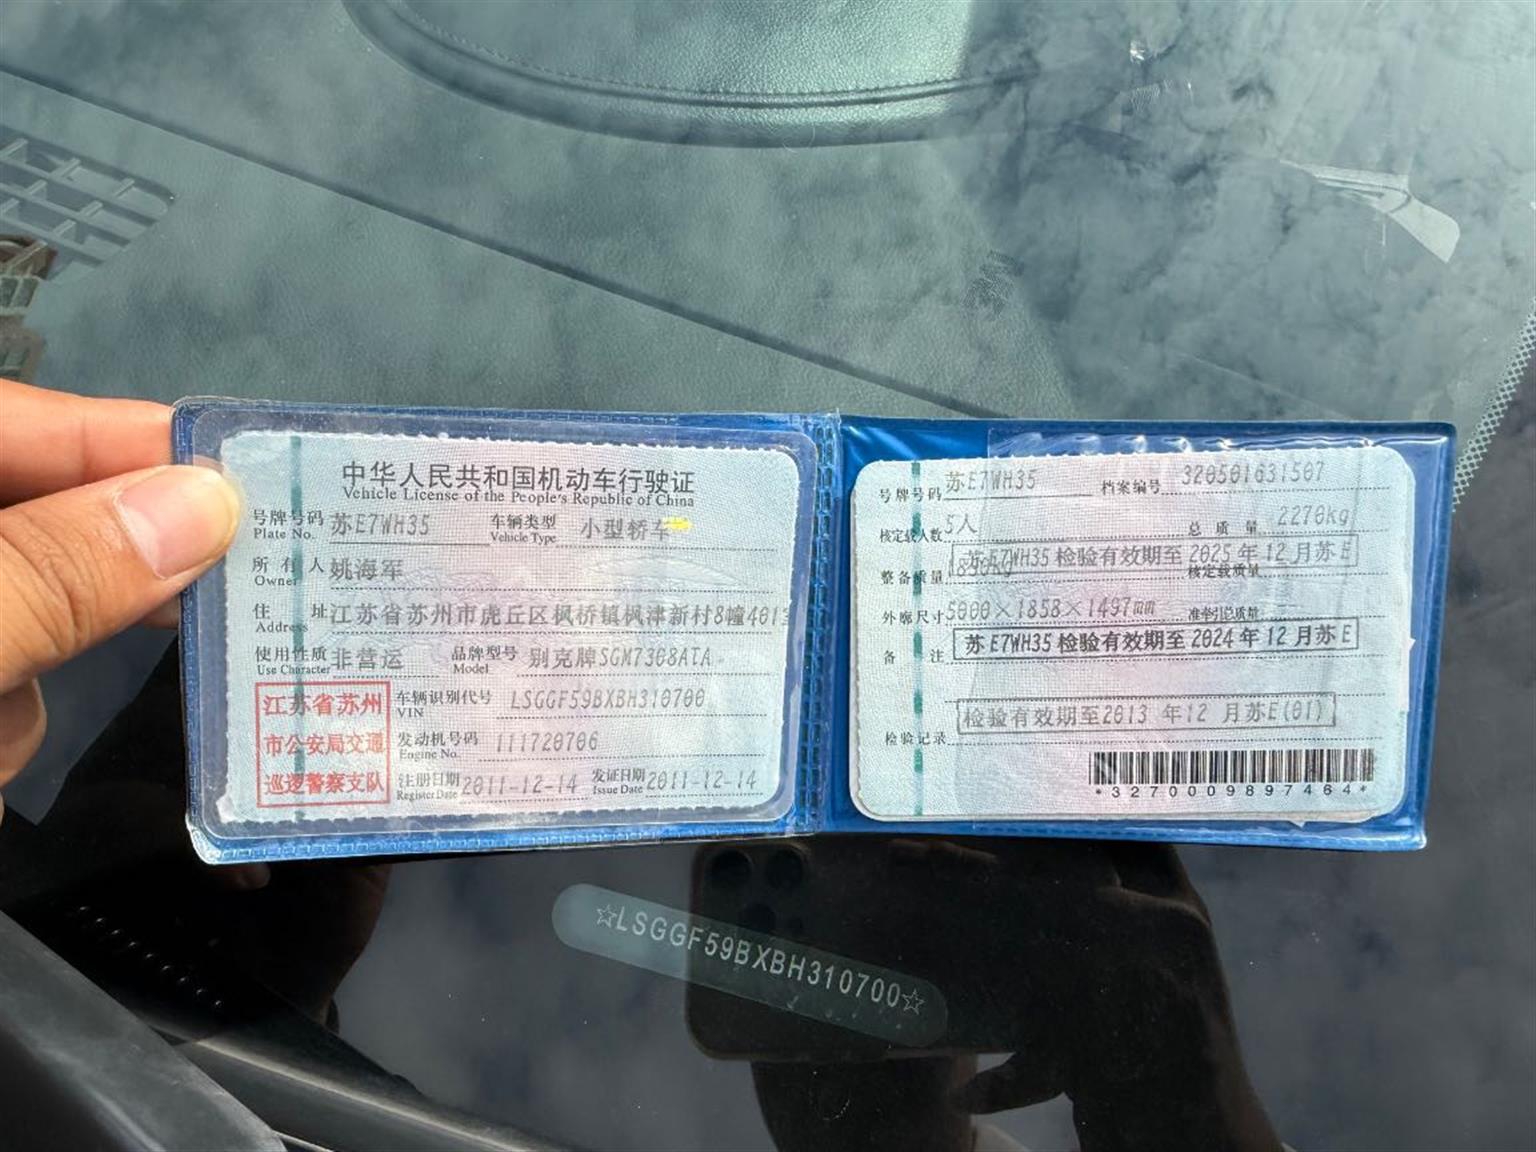 中华人民共和国机动车行驶证
Vehicle License of the People's Republic of China
号牌号码 苏E7WH35 车辆类型 小型轿车
Plate No. Vehicle Type
所有人 姚海军
Owner
住址 江苏省苏州市虎丘区枫桥镇枫津新村8幢401
Address
使用性质 非营运 品牌型号 别克牌SGM7308ATA
Use Character Model
江苏省苏州
市公安局交通
巡逻警察支队
车辆识别代号 LSGGF59BXBH310700
VIN
发动机号码 111720706
Engine No.
注册日期 2011-12-14 发证日期 2011-12-14
Register Date Issue Date
号牌号码 苏E7WH35 档案编号 320501631507
核定载人数 5人 总质量 2270kg
苏E7WH35 检验有效期至 2025 年 12 月苏E
整备质量 核定载质量
外廓尺寸 5000×1858×1497mm 准牵引总质量
苏E7WH35 检验有效期至 2024 年 12 月苏E
备注
检验有效期至2013 年12 月苏E(01)
检验记录
*3270009897464*
☆LSGGF59BXBH310700☆